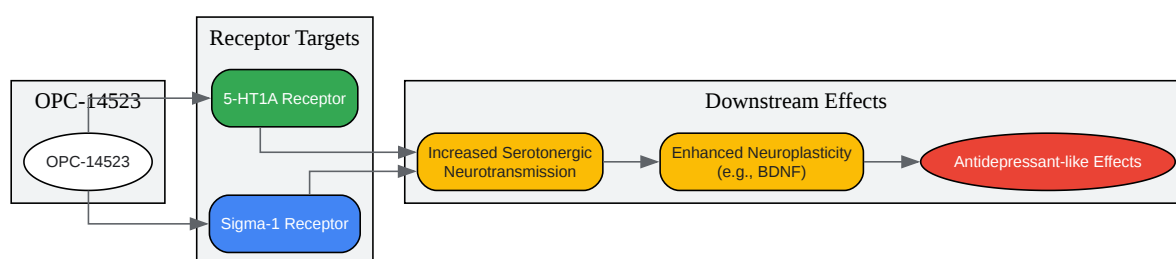 OPC-14523
OPC-14523
Receptor Targets
5-HT1A Receptor
Sigma-1 Receptor
Downstream Effects
Increased Serotonergic
Neurotransmission
Enhanced Neuroplasticity
(e.g., BDNF)
Antidepressant-like Effects